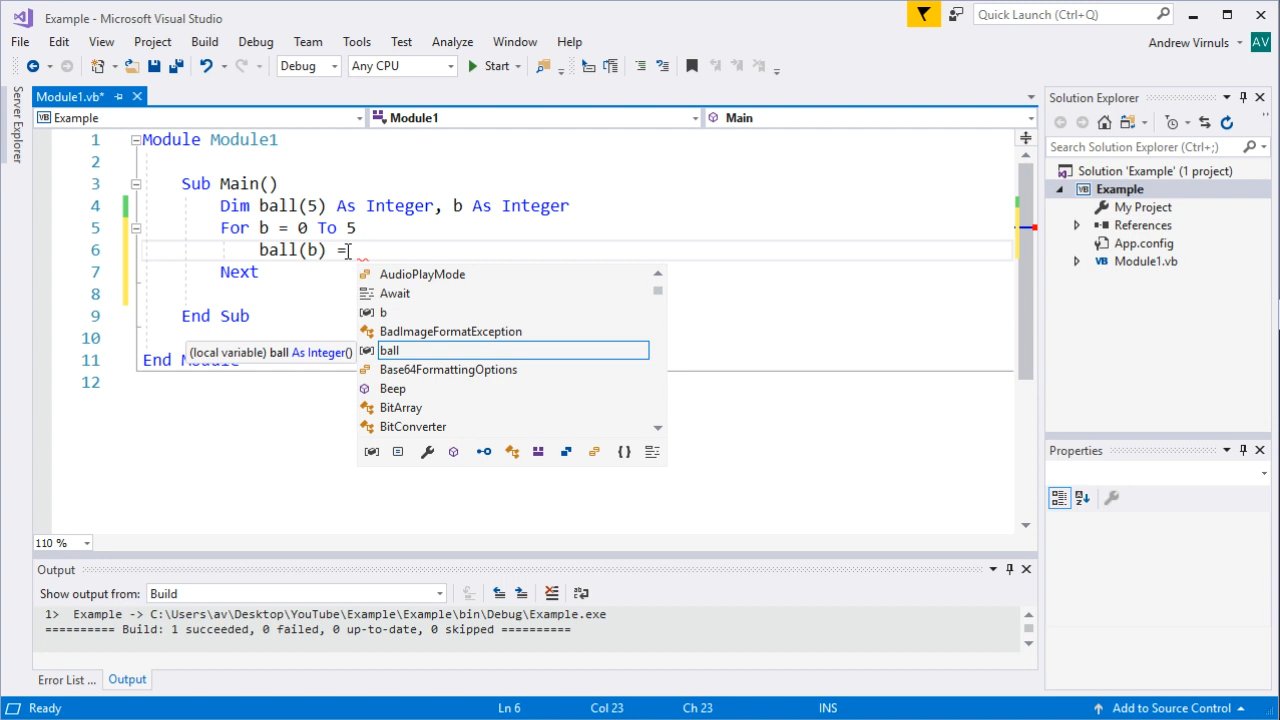 Example - Microsoft Visual Studio
Quick Launch (Ctrl+Q)
File Edit View Project Build Debug Team Tools Test Analyze Window Help
Andrew Virnuls AV
Debug Any CPU Start
Server Explorer
Module1.vb*
Example Module1 Main
1 Module Module1
2
3 Sub Main()
4 Dim ball(5) As Integer, b As Integer
5 For b = 0 To 5
6 ball(b) =
7 Next
8
9 End Sub
10
(local variable) ball As Integer()
11 End Module
12
AudioPlayMode
Await
b
BadImageFormatException
ball
Base64FormattingOptions
Beep
BitArray
BitConverter
110 %
Solution Explorer
Search Solution Explorer (Ctrl+;)
Solution 'Example' (1 project)
Example
My Project
References
App.config
Module1.vb
Properties
Output
Show output from: Build
1> Example -> C:\Users\av\Desktop\YouTube\Example\Example\bin\Debug\Example.exe
========== Build: 1 succeeded, 0 failed, 0 up-to-date, 0 skipped ==========
Error List ... Output
Ready Ln 6 Col 23 Ch 23 INS Add to Source Control